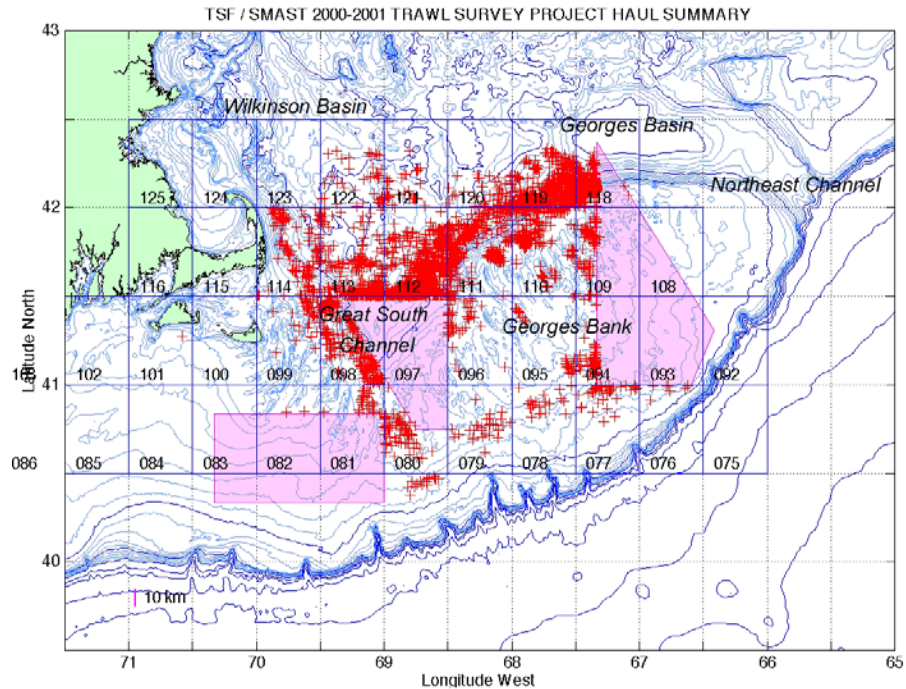 TSF / SMAST 2000-2001 TRAWL SURVEY PROJECT HAUL SUMMARY
43
Wilkinson Basin
Georges Basin
Northeast Channel
125 124 123 122 121 120 119 118
42
116 115 114 113 112 111 110 109 108
Great South
Channel
Georges Bank
Latitude North
102 101 100 099 098 097 096 095 094 093 092
41
086 085 084 083 082 081 080 079 078 077 076 075
40
10 km
71 70 69 68 67 66 65
Longitude West